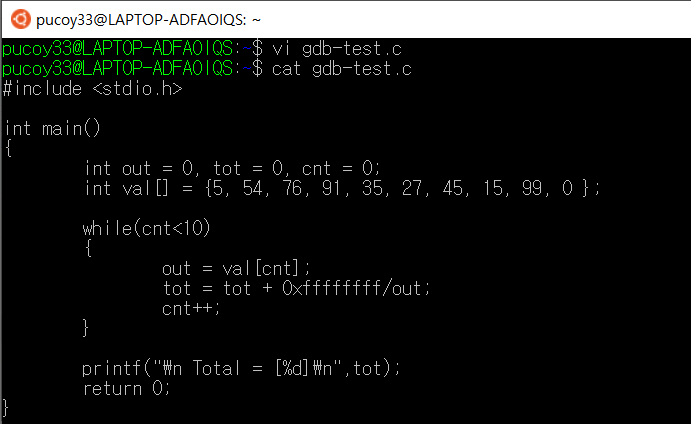 pucoy33@LAPTOP-ADFAOIQS: ~
pucoy33@LAPTOP-ADFAOIQS:~$ vi gdb-test.c
pucoy33@LAPTOP-ADFAOIQS:~$ cat gdb-test.c
#include <stdio.h>

int main()
{
        int out = 0, tot = 0, cnt = 0;
        int val[] = {5, 54, 76, 91, 35, 27, 45, 15, 99, 0 };

        while(cnt<10)
        {
                out = val[cnt];
                tot = tot + 0xffffffff/out;
                cnt++;
        }

        printf("₩n Total = [%d]₩n",tot);
        return 0;
}